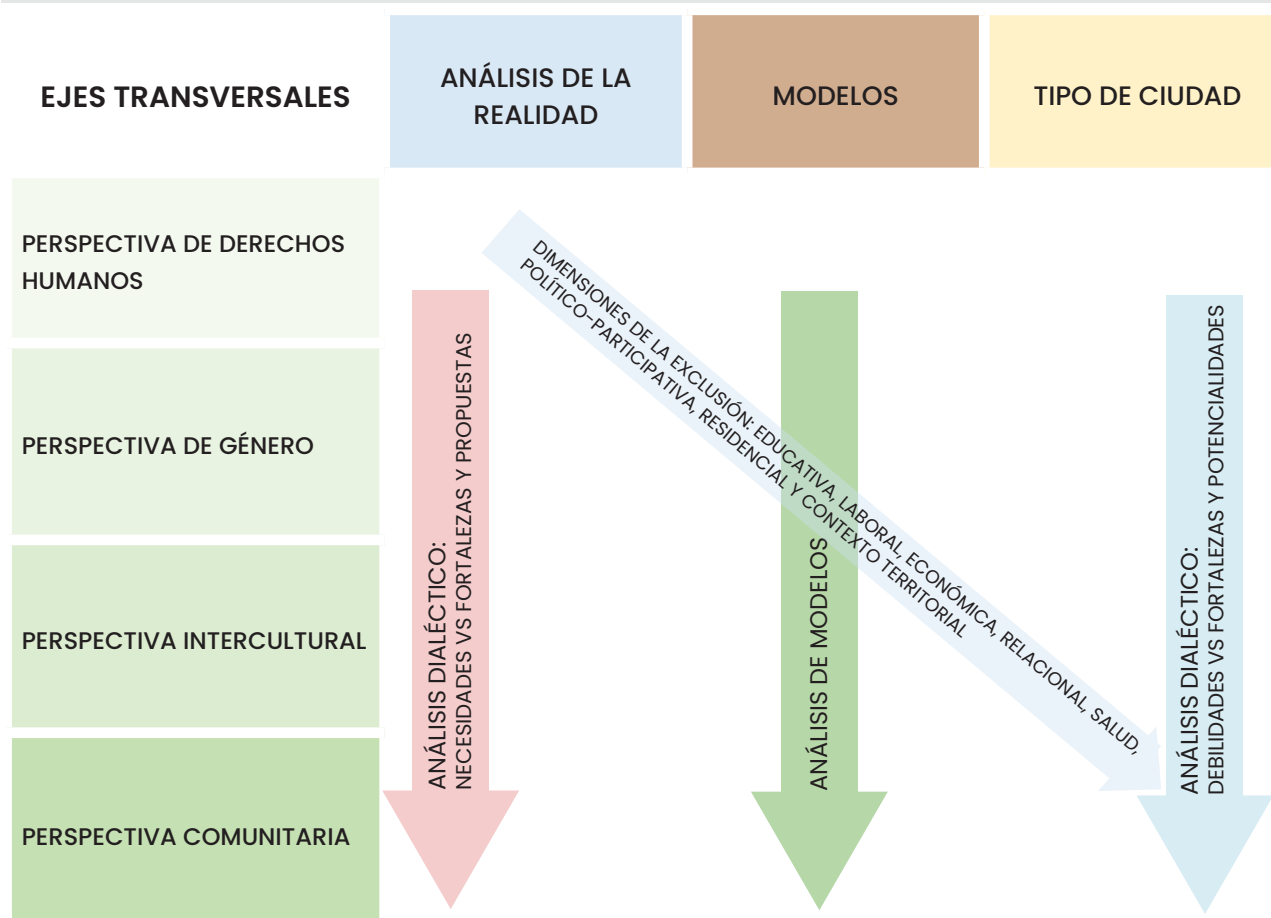 EJES TRANSVERSALES
ANÁLISIS DE LA
REALIDAD
MODELOS
TIPO DE CIUDAD
PERSPECTIVA DE DERECHOS
HUMANOS
PERSPECTIVA DE GÉNERO
PERSPECTIVA INTERCULTURAL
PERSPECTIVA COMUNITARIA
ANÁLISIS DIALÉCTICO:
NECESIDADES VS FORTALEZAS Y PROPUESTAS
DIMENSIONES DE LA EXCLUSIÓN: EDUCATIVA, LABORAL, ECONÓMICA, RELACIONAL, SALUD,
POLÍTICO-PARTICIPATIVA, RESIDENCIAL Y CONTEXTO TERRITORIAL
ANÁLISIS DE MODELOS
ANÁLISIS DIALÉCTICO:
DEBILIDADES VS FORTALEZAS Y POTENCIALIDADES